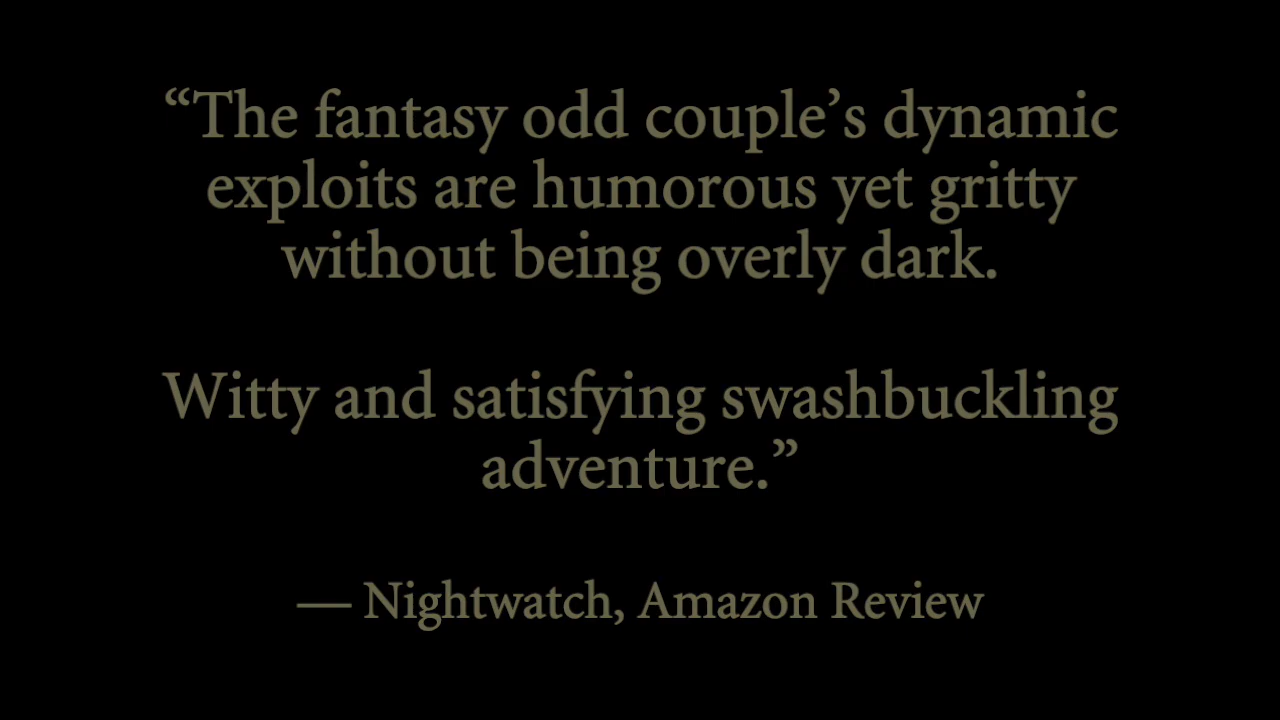 “The fantasy odd couple’s dynamic
exploits are humorous yet gritty
without being overly dark.
Witty and satisfying swashbuckling
adventure.”
— Nightwatch, Amazon Review